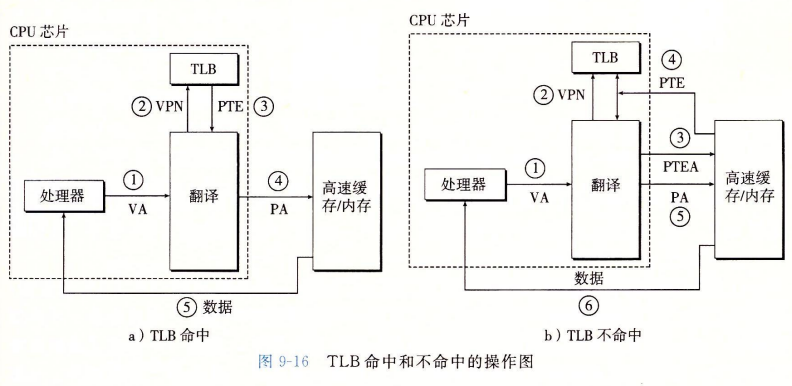 CPU 芯片
TLB
② VPN
PTE ③
处理器
①
VA
翻译
④
PA
高速缓
存/内存
⑤ 数据
a）TLB 命中
CPU 芯片
TLB
④
PTE
② VPN
处理器
①
VA
翻译
③
PTEA
PA
⑤
高速缓
存/内存
数据
⑥
b）TLB 不命中
图 9-16 TLB 命中和不命中的操作图